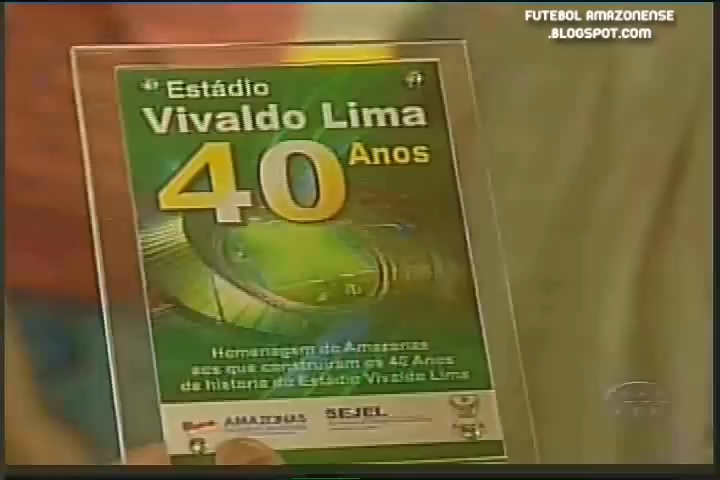 FUTEBOL AMAZONENSE
.BLOGSPOT.COM
Estádio
Vivaldo Lima
40 Anos
Homenagem do Amazonas
aos que construíram os 40 Anos
da historia do Estádio Vivaldo Lima
AMAZONAS
SEJEL